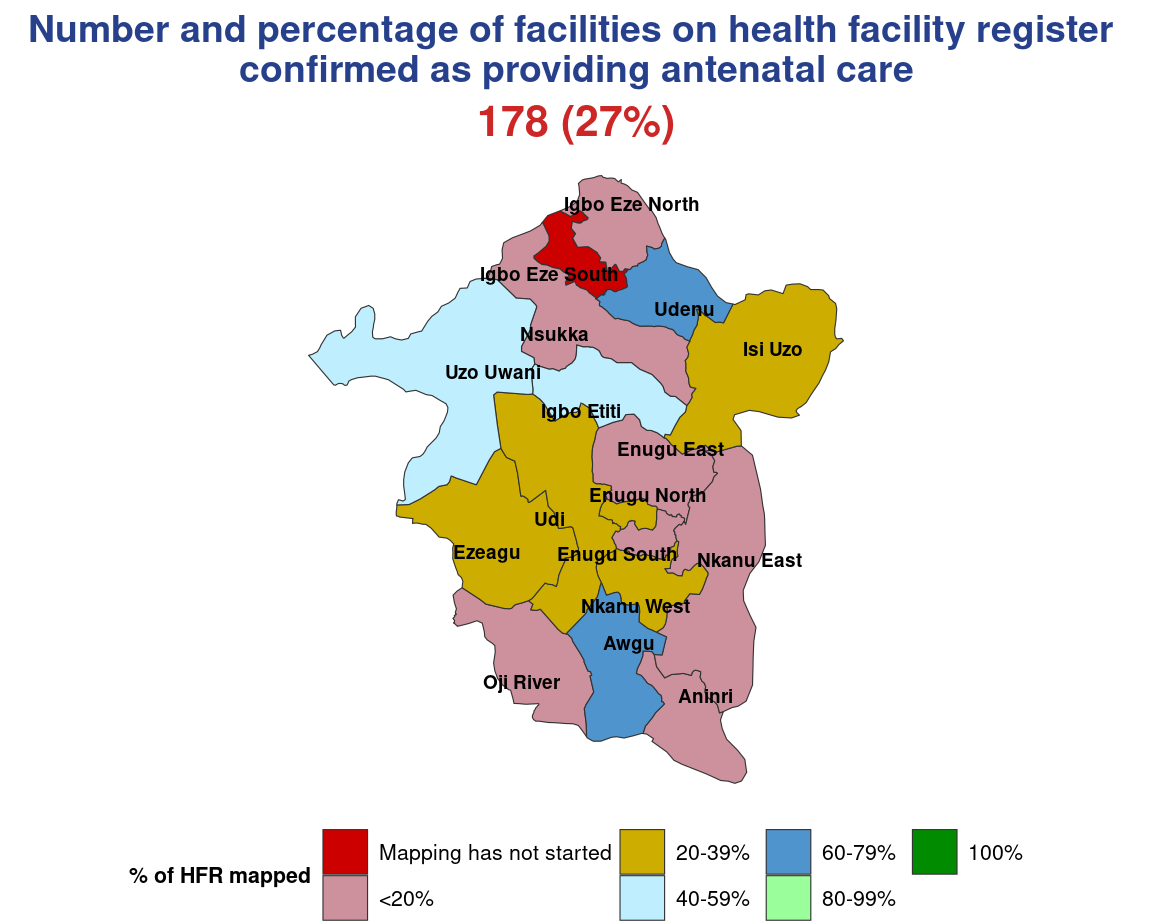 Number and percentage of facilities on health facility register
confirmed as providing antenatal care
178 (27%)
Igbo Eze North
Igbo Eze South
Udenu
Nsukka
Isi Uzo
Uzo Uwani
Igbo Etiti
Enugu East
Enugu North
Udi
Ezeagu
Enugu South
Nkanu East
Nkanu West
Awgu
Oji River
Aninri
% of HFR mapped
Mapping has not started
<20%
20-39%
40-59%
60-79%
80-99%
100%